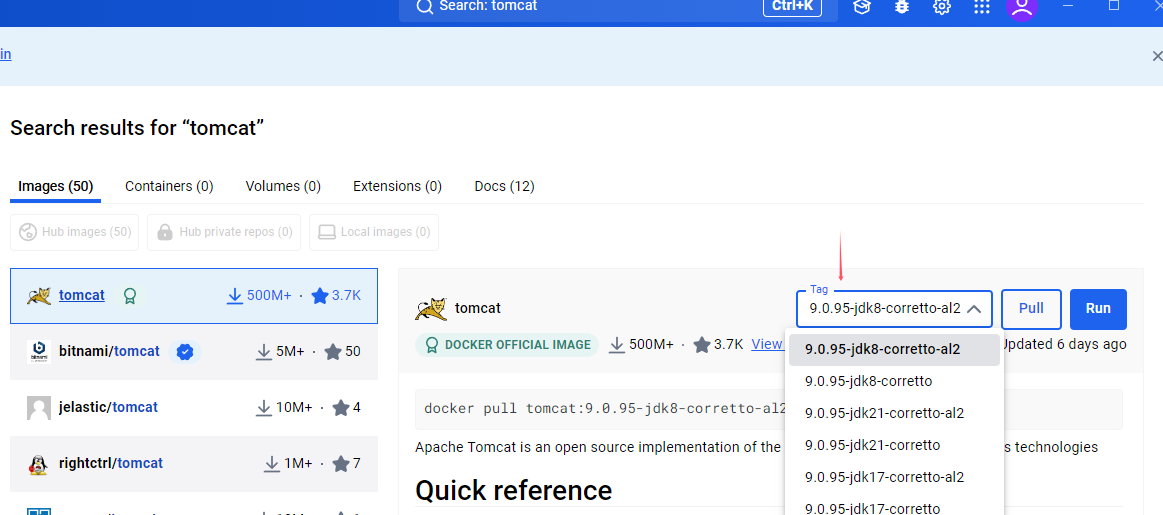 Search: tomcat
Ctrl+K
in
Search results for “tomcat”
Images (50)
Containers (0)
Volumes (0)
Extensions (0)
Docs (12)
Hub images (50)
Hub private repos (0)
Local images (0)
tomcat
500M+ · 3.7K
bitnami/tomcat
5M+ · 50
jelastic/tomcat
10M+ · 4
rightctrl/tomcat
1M+ · 7
tomcat
Tag
9.0.95-jdk8-corretto-al2
Pull
Run
DOCKER OFFICIAL IMAGE
500M+ · 3.7K
View
Updated 6 days ago
9.0.95-jdk8-corretto-al2
9.0.95-jdk8-corretto
9.0.95-jdk21-corretto-al2
9.0.95-jdk21-corretto
9.0.95-jdk17-corretto-al2
9.0.95-jdk17-corretto
docker pull tomcat:9.0.95-jdk8-corretto-al2
Apache Tomcat is an open source implementation of the
s technologies
Quick reference